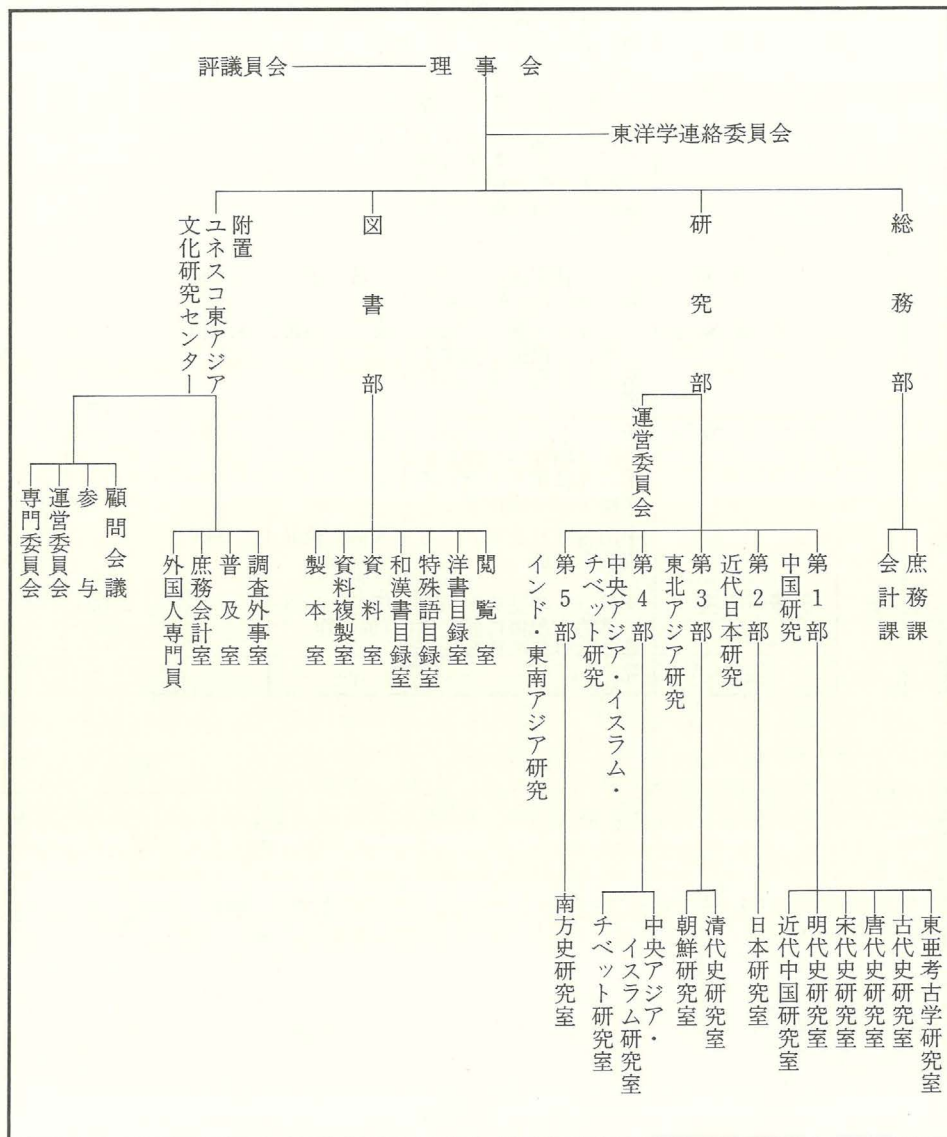 評議員会
理事会
東洋学連絡委員会
総務部
研究部
図書部
附置
ユネスコ東アジア
文化研究センター
庶務課
会計課
運営委員会
第1部
中国研究
第2部
近代日本研究
第3部
東北アジア研究
第4部
中央アジア・イスラム・
チベット研究
第5部
インド・東南アジア研究
東亜考古学研究室
古代史研究室
唐代史研究室
宋代史研究室
明代史研究室
近代中国研究室
日本研究室
清代史研究室
朝鮮研究室
中央アジア・
イスラム研究室
チベット研究室
南方史研究室
閲覧室
洋書目録室
特殊語目録室
和漢書目録室
資料室
資料複製室
製本室
顧問会議
参与
運営委員会
専門委員会
調査外事室
普及室
庶務会計室
外国人専門員